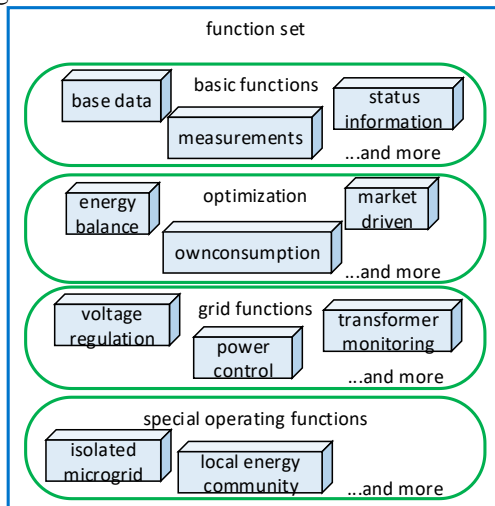 function set
basic functions
base data
status
information
measurements
...and more
optimization
energy
balance
market
driven
ownconsumption
...and more
grid functions
voltage
regulation
transformer
monitoring
power
control
...and more
special operating functions
isolated
microgrid
local energy
community
...and more